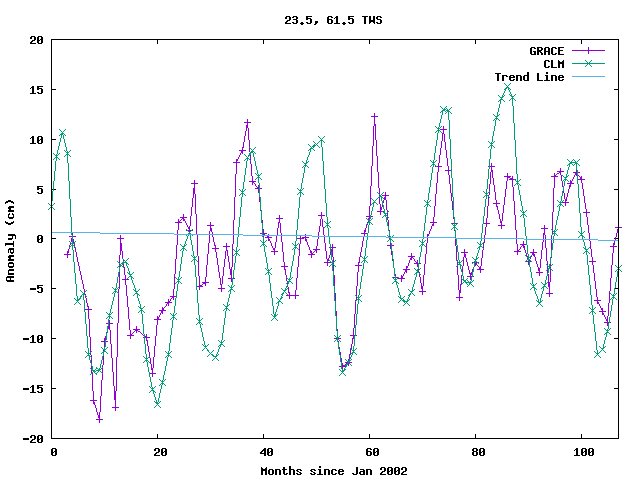 23.5, 61.5 TWS
GRACE
CLM
Trend Line
20
15
10
5
0
-5
-10
-15
-20
Anomaly (cm)
0 20 40 60 80 100
Months since Jan 2002